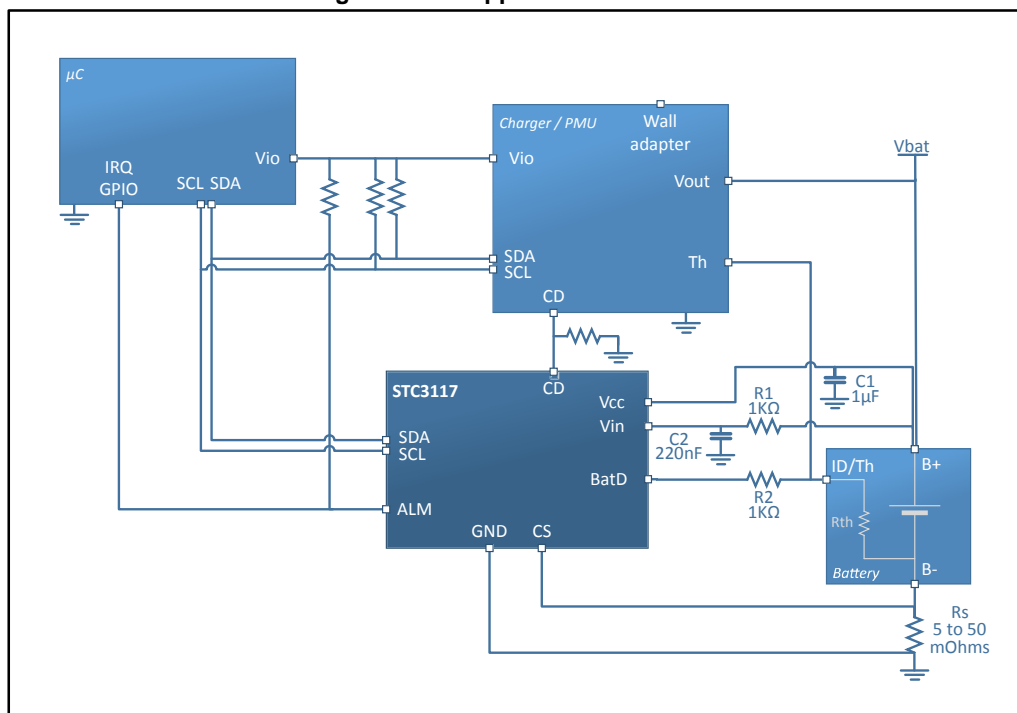 µC
IRQ
GPIO
SCL SDA
Vio
Charger / PMU
Wall
adapter
Vio
Vout
Vbat
SDA
SCL
Th
CD
STC3117
CD
Vcc
Vin
SDA
SCL
BatD
ALM
GND
CS
C1
1µF
R1
1KΩ
C2
220nF
R2
1KΩ
ID/Th
B+
Rth
B-
Battery
Rs
5 to 50
mOhms